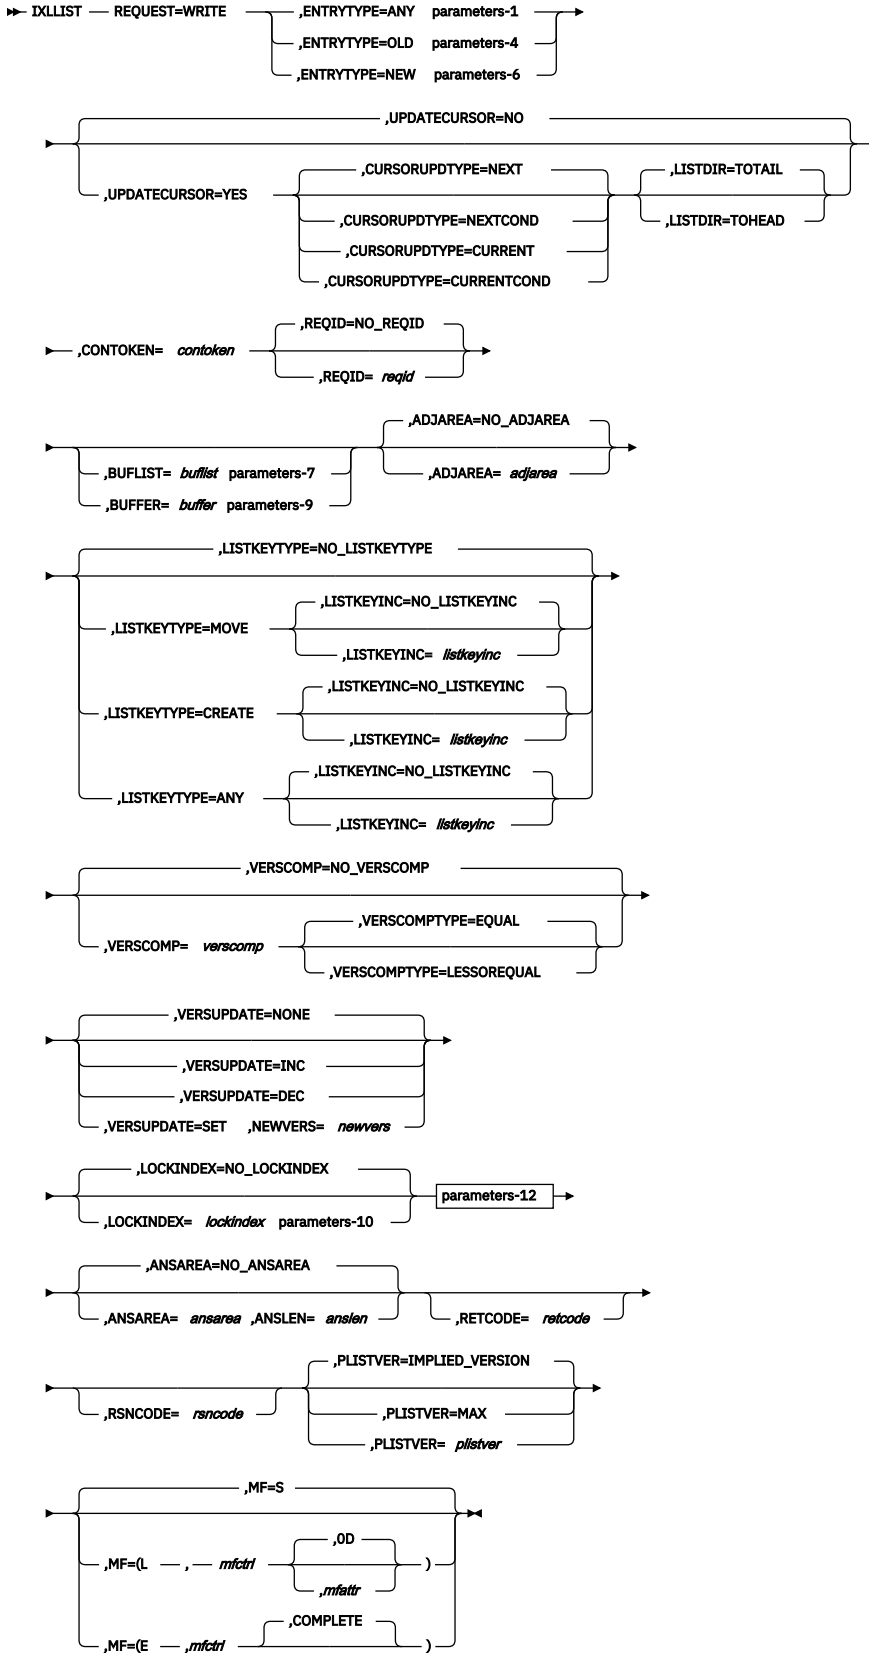 IXLLIST REQUEST=WRITE ,ENTRYTYPE=ANY parameters-1
,ENTRYTYPE=OLD parameters-4
,ENTRYTYPE=NEW parameters-6
,UPDATECURSOR=NO
,CURSORUPDTYPE=NEXT ,LISTDIR=TOTAIL
,UPDATECURSOR=YES
,CURSORUPDTYPE=NEXTCOND ,LISTDIR=TOHEAD
,CURSORUPDTYPE=CURRENT
,CURSORUPDTYPE=CURRENTCOND
,REQID=NO_REQID
,CONTOKEN= contoken
,REQID= reqid
,ADJAREA=NO_ADJAREA
,BUFLIST= buflist parameters-7 ,ADJAREA= adjarea
,BUFFER= buffer parameters-9
,LISTKEYTYPE=NO_LISTKEYTYPE
,LISTKEYINC=NO_LISTKEYINC
,LISTKEYTYPE=MOVE
,LISTKEYINC= listkeyinc
,LISTKEYINC=NO_LISTKEYINC
,LISTKEYTYPE=CREATE
,LISTKEYINC= listkeyinc
,LISTKEYINC=NO_LISTKEYINC
,LISTKEYTYPE=ANY
,LISTKEYINC= listkeyinc
,VERSCOMP=NO_VERSCOMP
,VERSCOMPTYPE=EQUAL
,VERSCOMP= verscomp
,VERSCOMPTYPE=LESSOREQUAL
,VERSUPDATE=NONE
,VERSUPDATE=INC
,VERSUPDATE=DEC
,VERSUPDATE=SET ,NEWVERS= newvers
,LOCKINDEX=NO_LOCKINDEX
parameters-12
,LOCKINDEX= lockindex parameters-10
,ANSAREA=NO_ANSAREA
,ANSAREA= ansarea ,ANSLEN= anslen ,RETCODE= retcode
,PLISTVER=IMPLIED_VERSION
,RSNCODE= rsncode ,PLISTVER=MAX
,PLISTVER= plistver
,MF=S
,0D
,MF=(L , mfctrl )
,mfattr
,COMPLETE
,MF=(E ,mfctrl )